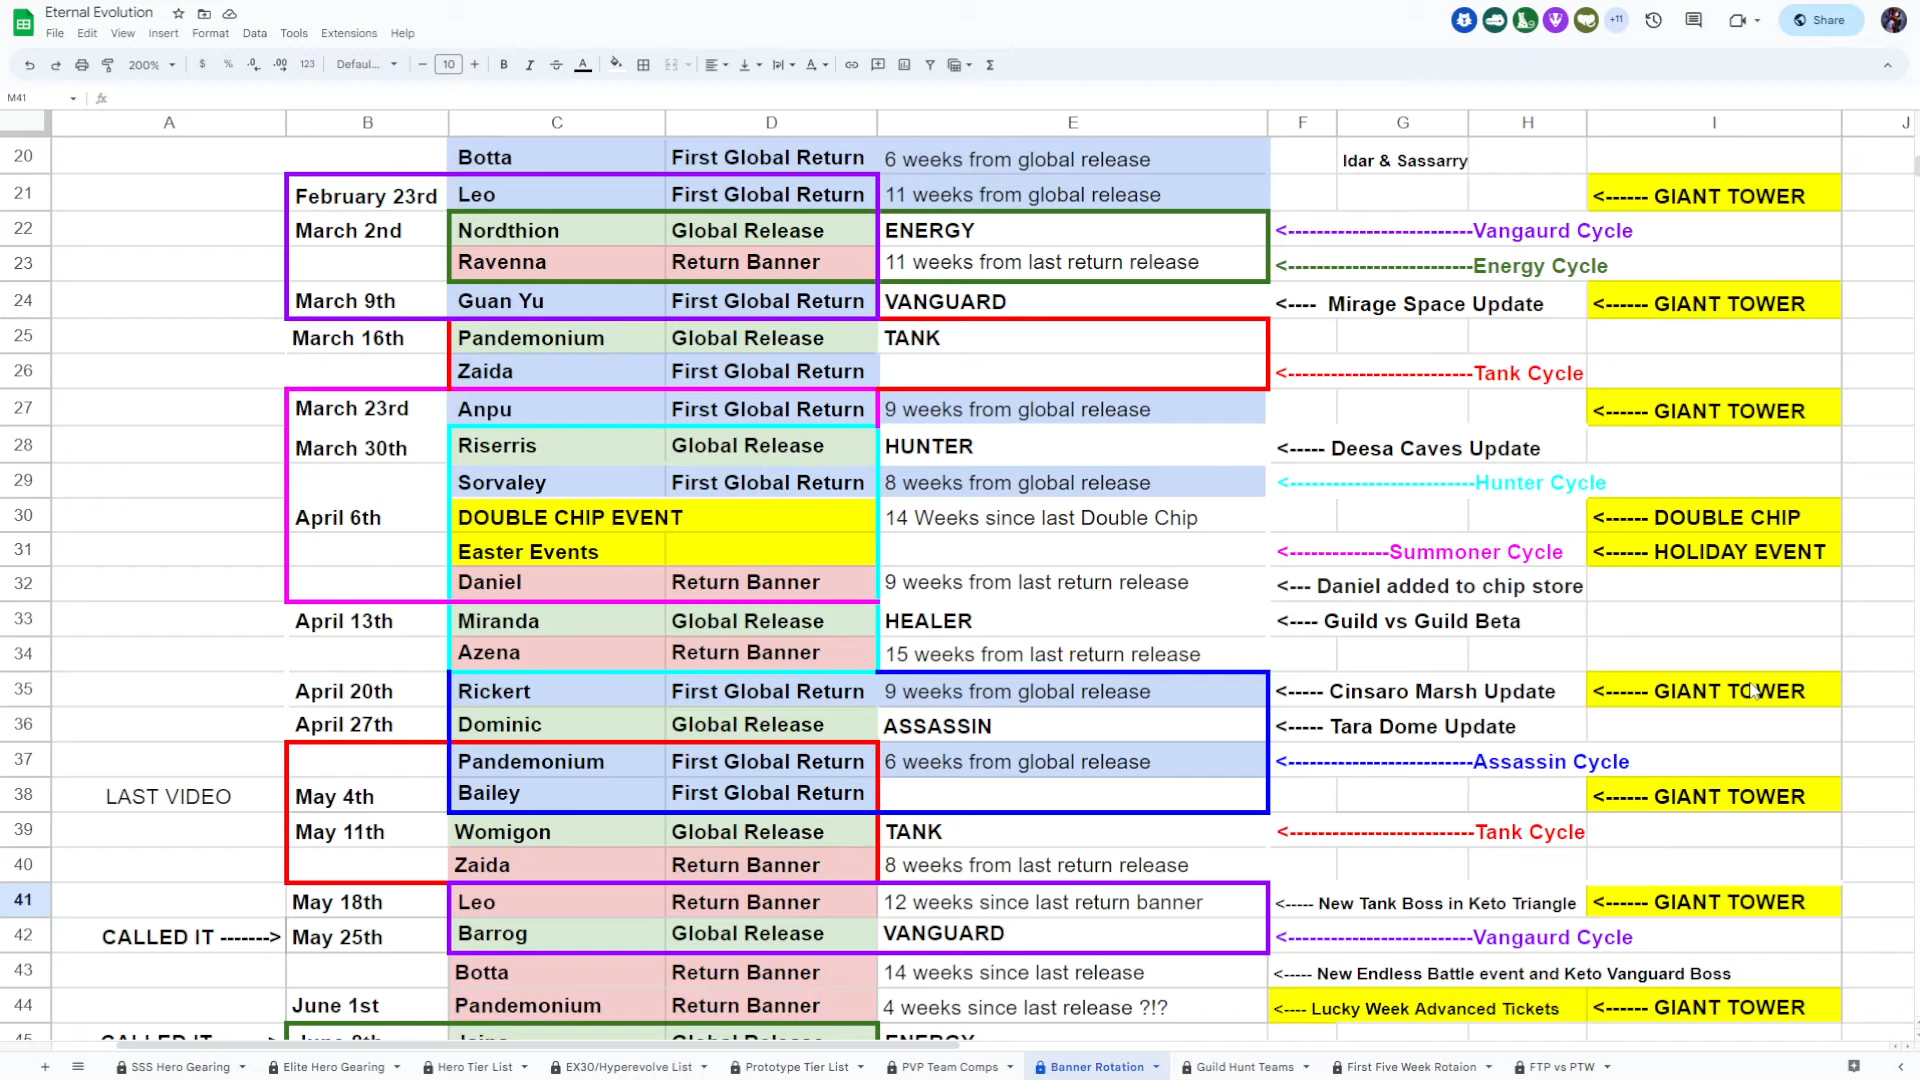 Eternal Evolution
File Edit View Insert Format Data Tools Extensions Help
+11
Share
200% $ % .0 .00 123 Defaul... 10 B I A
M41 fx
A B C D E F G H I J
20 Botta First Global Return 6 weeks from global release Idar & Sassarry
21 February 23rd Leo First Global Return 11 weeks from global release <------ GIANT TOWER
22 March 2nd Nordthion Global Release ENERGY <-------------------------Vangaurd Cycle
23 Ravenna Return Banner 11 weeks from last return release <-------------------------Energy Cycle
24 March 9th Guan Yu First Global Return VANGUARD <---- Mirage Space Update <------ GIANT TOWER
25 March 16th Pandemonium Global Release TANK
26 Zaida First Global Return <-------------------------Tank Cycle
27 March 23rd Anpu First Global Return 9 weeks from global release <------ GIANT TOWER
28 March 30th Riserris Global Release HUNTER <----- Deesa Caves Update
29 Sorvaley First Global Return 8 weeks from global release <-------------------------Hunter Cycle
30 April 6th DOUBLE CHIP EVENT 14 Weeks since last Double Chip <------ DOUBLE CHIP
31 Easter Events <--------------Summoner Cycle <------ HOLIDAY EVENT
32 Daniel Return Banner 9 weeks from last return release <--- Daniel added to chip store
33 April 13th Miranda Global Release HEALER <---- Guild vs Guild Beta
34 Azena Return Banner 15 weeks from last return release
35 April 20th Rickert First Global Return 9 weeks from global release <----- Cinsaro Marsh Update <------ GIANT TOWER
36 April 27th Dominic Global Release ASSASSIN <----- Tara Dome Update
37 Pandemonium First Global Return 6 weeks from global release <-------------------------Assassin Cycle
38 LAST VIDEO May 4th Bailey First Global Return <------ GIANT TOWER
39 May 11th Womigon Global Release TANK <-------------------------Tank Cycle
40 Zaida Return Banner 8 weeks from last return release
41 May 18th Leo Return Banner 12 weeks since last return banner <----- New Tank Boss in Keto Triangle <------ GIANT TOWER
42 CALLED IT -------> May 25th Barrog Global Release VANGUARD <-------------------------Vangaurd Cycle
43 Botta Return Banner 14 weeks since last release <----- New Endless Battle event and Keto Vanguard Boss
44 June 1st Pandemonium Return Banner 4 weeks since last release ?!? <---- Lucky Week Advanced Tickets <------ GIANT TOWER
45 CALLED IT -------> June 8th Global Release ENERGY
SSS Hero Gearing Elite Hero Gearing Hero Tier List EX30/Hyperevolve List Prototype Tier List PVP Team Comps Banner Rotation Guild Hunt Teams First Five Week Rotaion FTP vs PTW